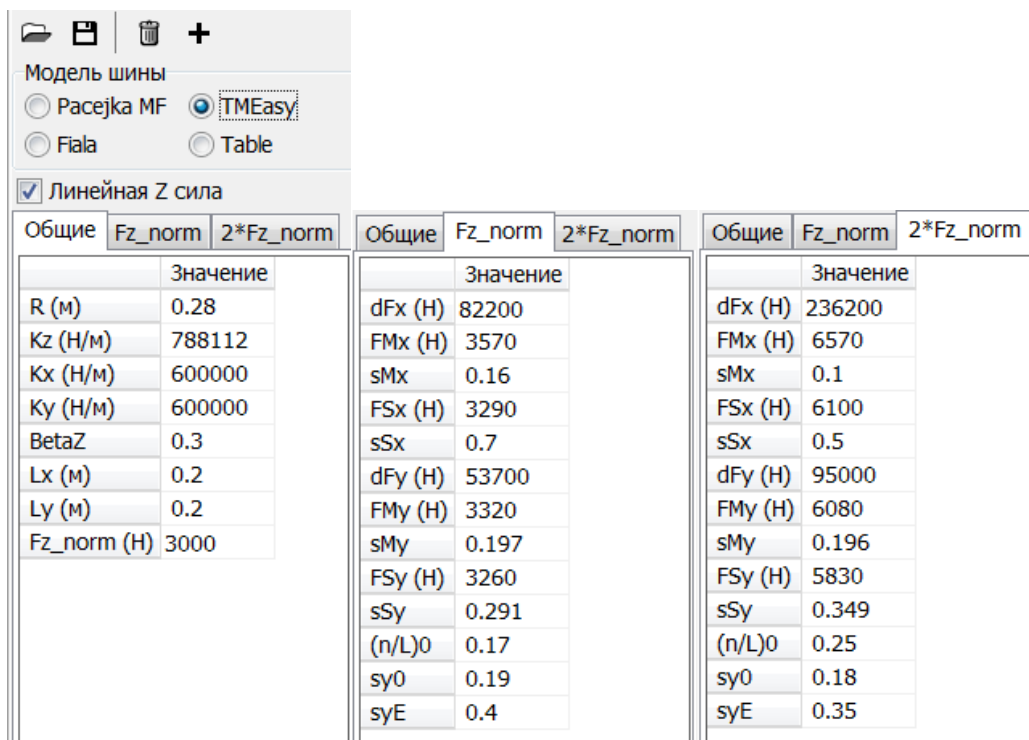 Модель шины
Pacejka MF TMEasy
Fiala Table
Линейная Z сила
Общие Fz_norm 2*Fz_norm
Значение
R (м) 0.28
Kz (Н/м) 788112
Kx (Н/м) 600000
Ky (Н/м) 600000
BetaZ 0.3
Lx (м) 0.2
Ly (м) 0.2
Fz_norm (Н) 3000
Общие Fz_norm 2*Fz_norm
Значение
dFx (Н) 82200
FMx (Н) 3570
sMx 0.16
FSx (Н) 3290
sSx 0.7
dFy (Н) 53700
FMy (Н) 3320
sMy 0.197
FSy (Н) 3260
sSy 0.291
(n/L)0 0.17
sy0 0.19
syE 0.4
Общие Fz_norm 2*Fz_norm
Значение
dFx (Н) 236200
FMx (Н) 6570
sMx 0.1
FSx (Н) 6100
sSx 0.5
dFy (Н) 95000
FMy (Н) 6080
sMy 0.196
FSy (Н) 5830
sSy 0.349
(n/L)0 0.25
sy0 0.18
syE 0.35